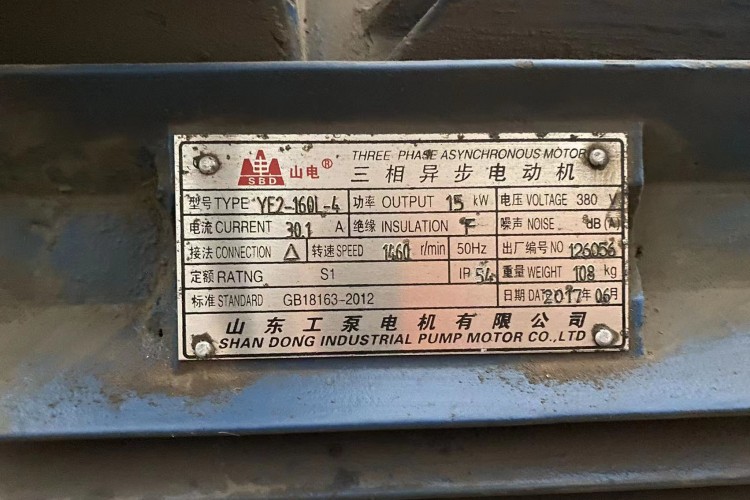 THREE PHASE ASYNCHRONOUS MOTOR
SBD 山电® 三相异步电动机
型号 TYPE YE2-160L-4 功率 OUTPUT 15 kW 电压 VOLTAGE 380 V
电流 CURRENT 30.1 A 绝缘 INSULATION F 噪声 NOISE dB(A)
接法 CONNECTION △ 转速 SPEED 1460 r/min 50Hz 出厂编号 NO 126056
定额 RATNG S1 IP 54 重量 WEIGHT 108 kg
标准 STANDARD GB18163-2012 日期 DATE 2017年 06月
山东工泵电机有限公司
SHAN DONG INDUSTRIAL PUMP MOTOR CO.,LTD